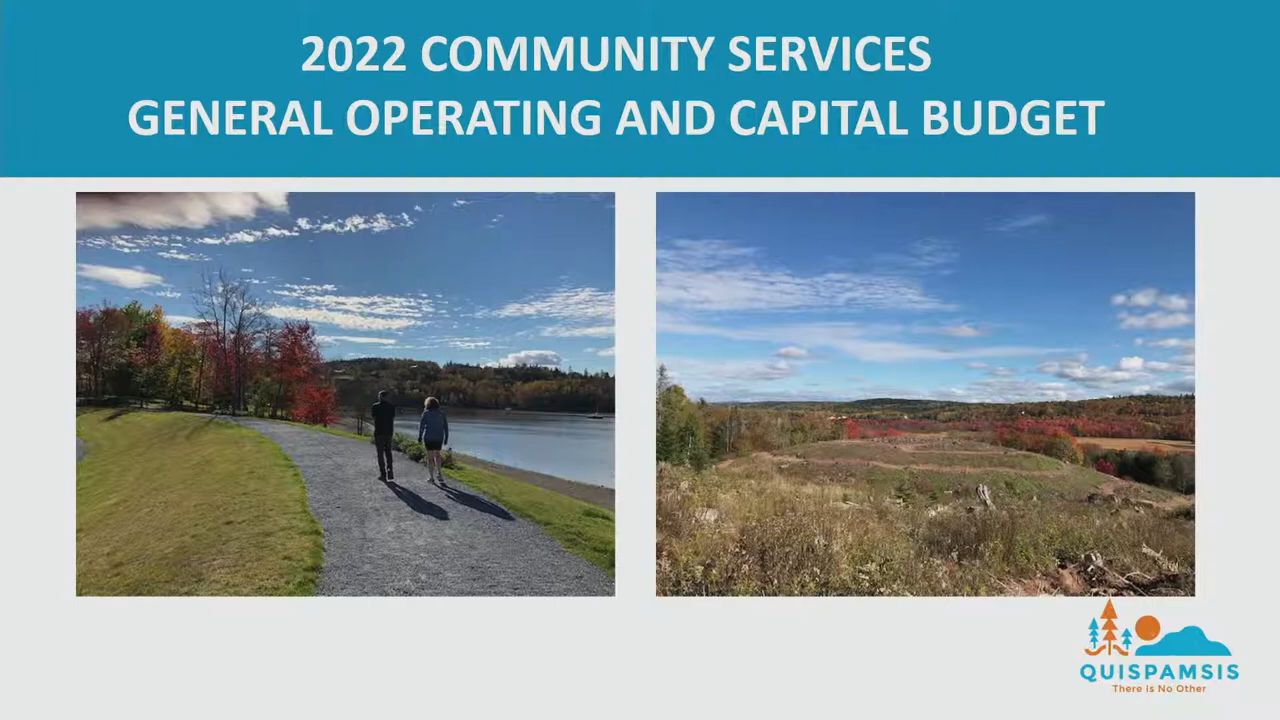 2022 COMMUNITY SERVICES
GENERAL OPERATING AND CAPITAL BUDGET
QUISPAMSIS
There Is No Other